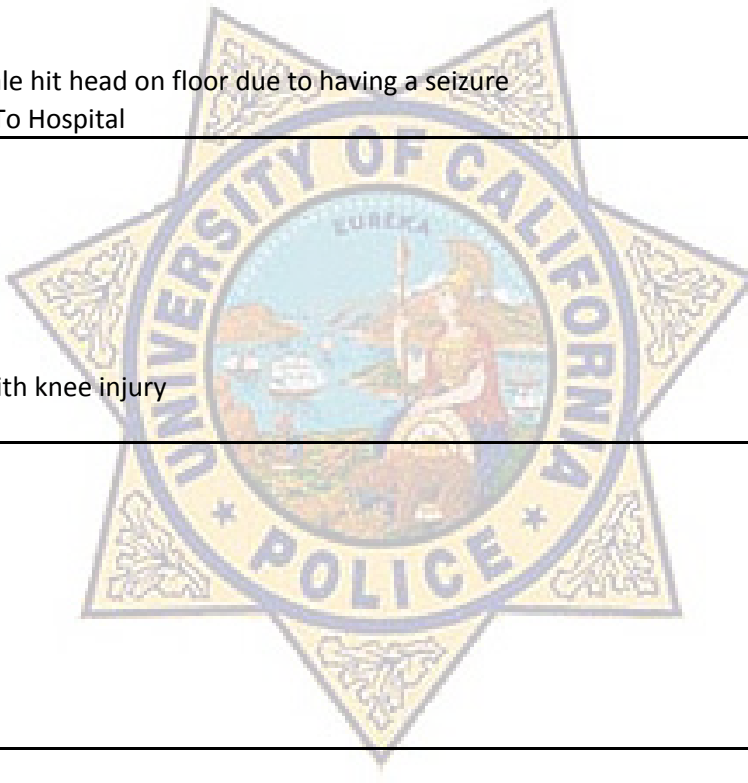 le hit head on floor due to having a seizure
To Hospital
UNIVERSITY OF CALIFORNIA
EUREKA
ith knee injury
POLICE